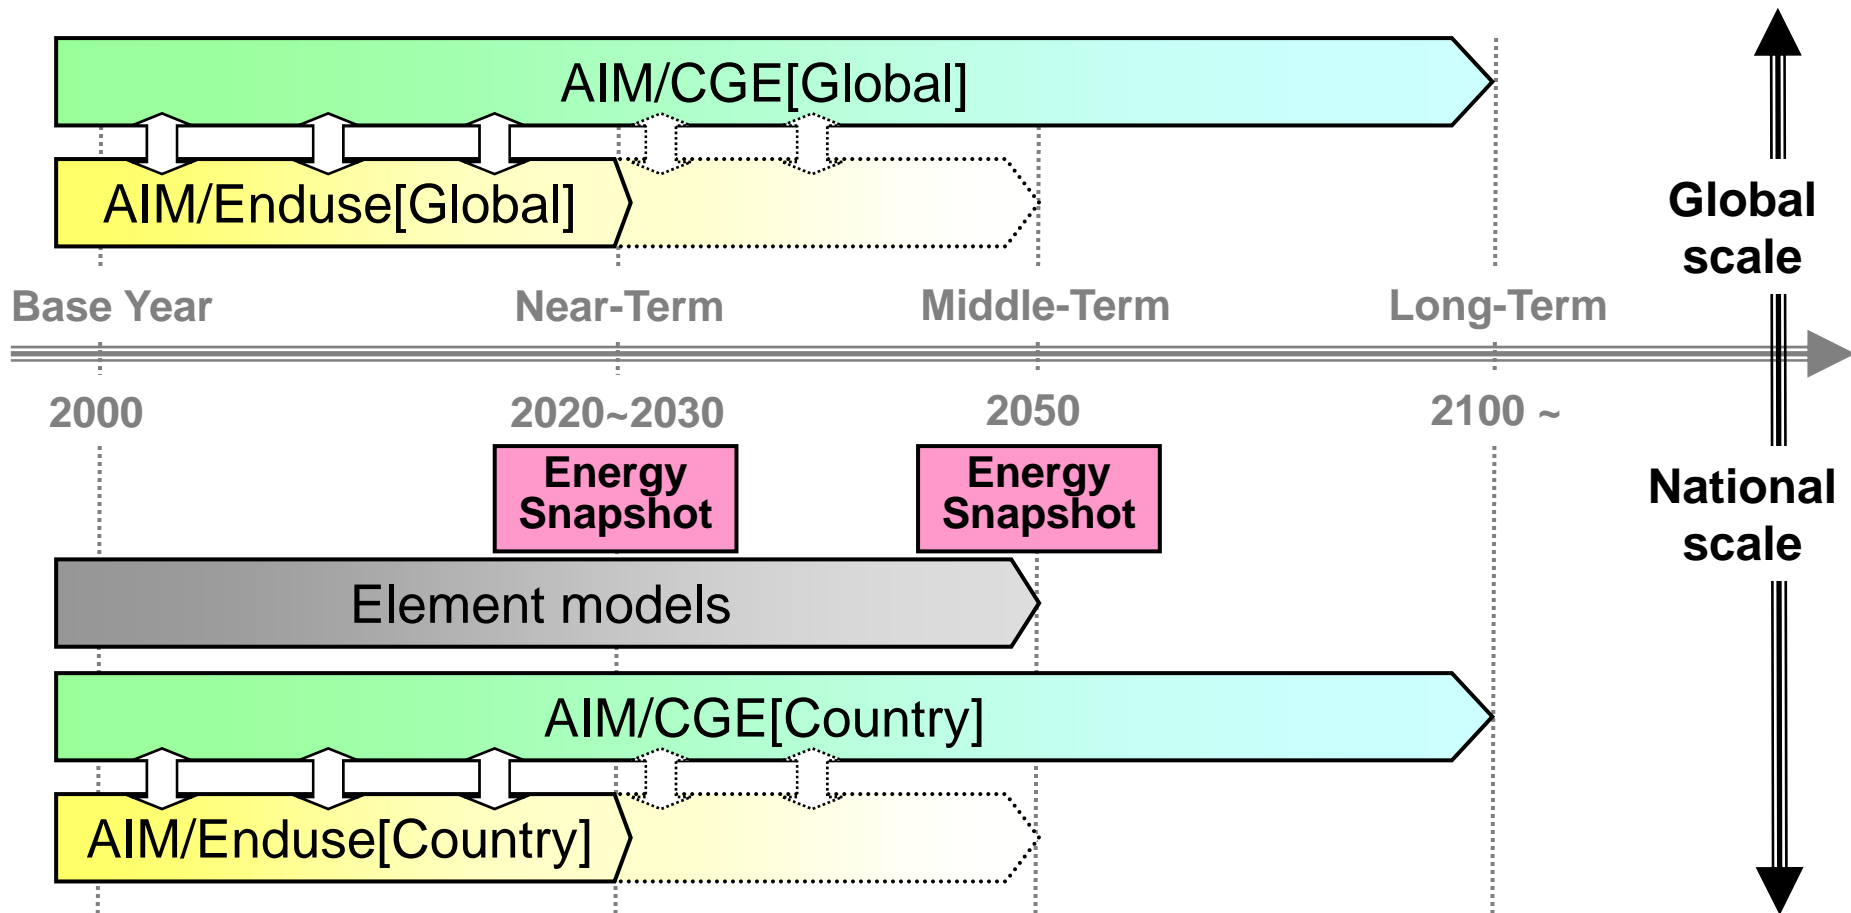 AIM/CGE[Global]
AIM/Enduse[Global]
Global
scale
Base Year
Near-Term
Middle-Term
Long-Term
2000
2020~2030
2050
2100 ~
Energy
Snapshot
Energy
Snapshot
National
scale
Element models
AIM/CGE[Country]
AIM/Enduse[Country]